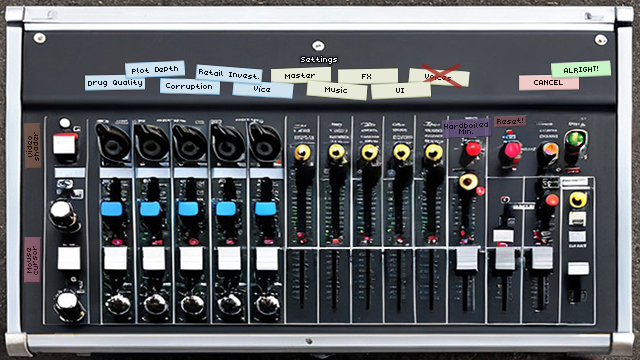 Settings
Drug Quality
Plot Depth
Corruption
Retail Invest.
Vice
Master
Music
FX
UI
Voices
CANCEL
ALRIGHT!
Video
shader
Mouse
cursor
Hardboiled
Min.
Reset!